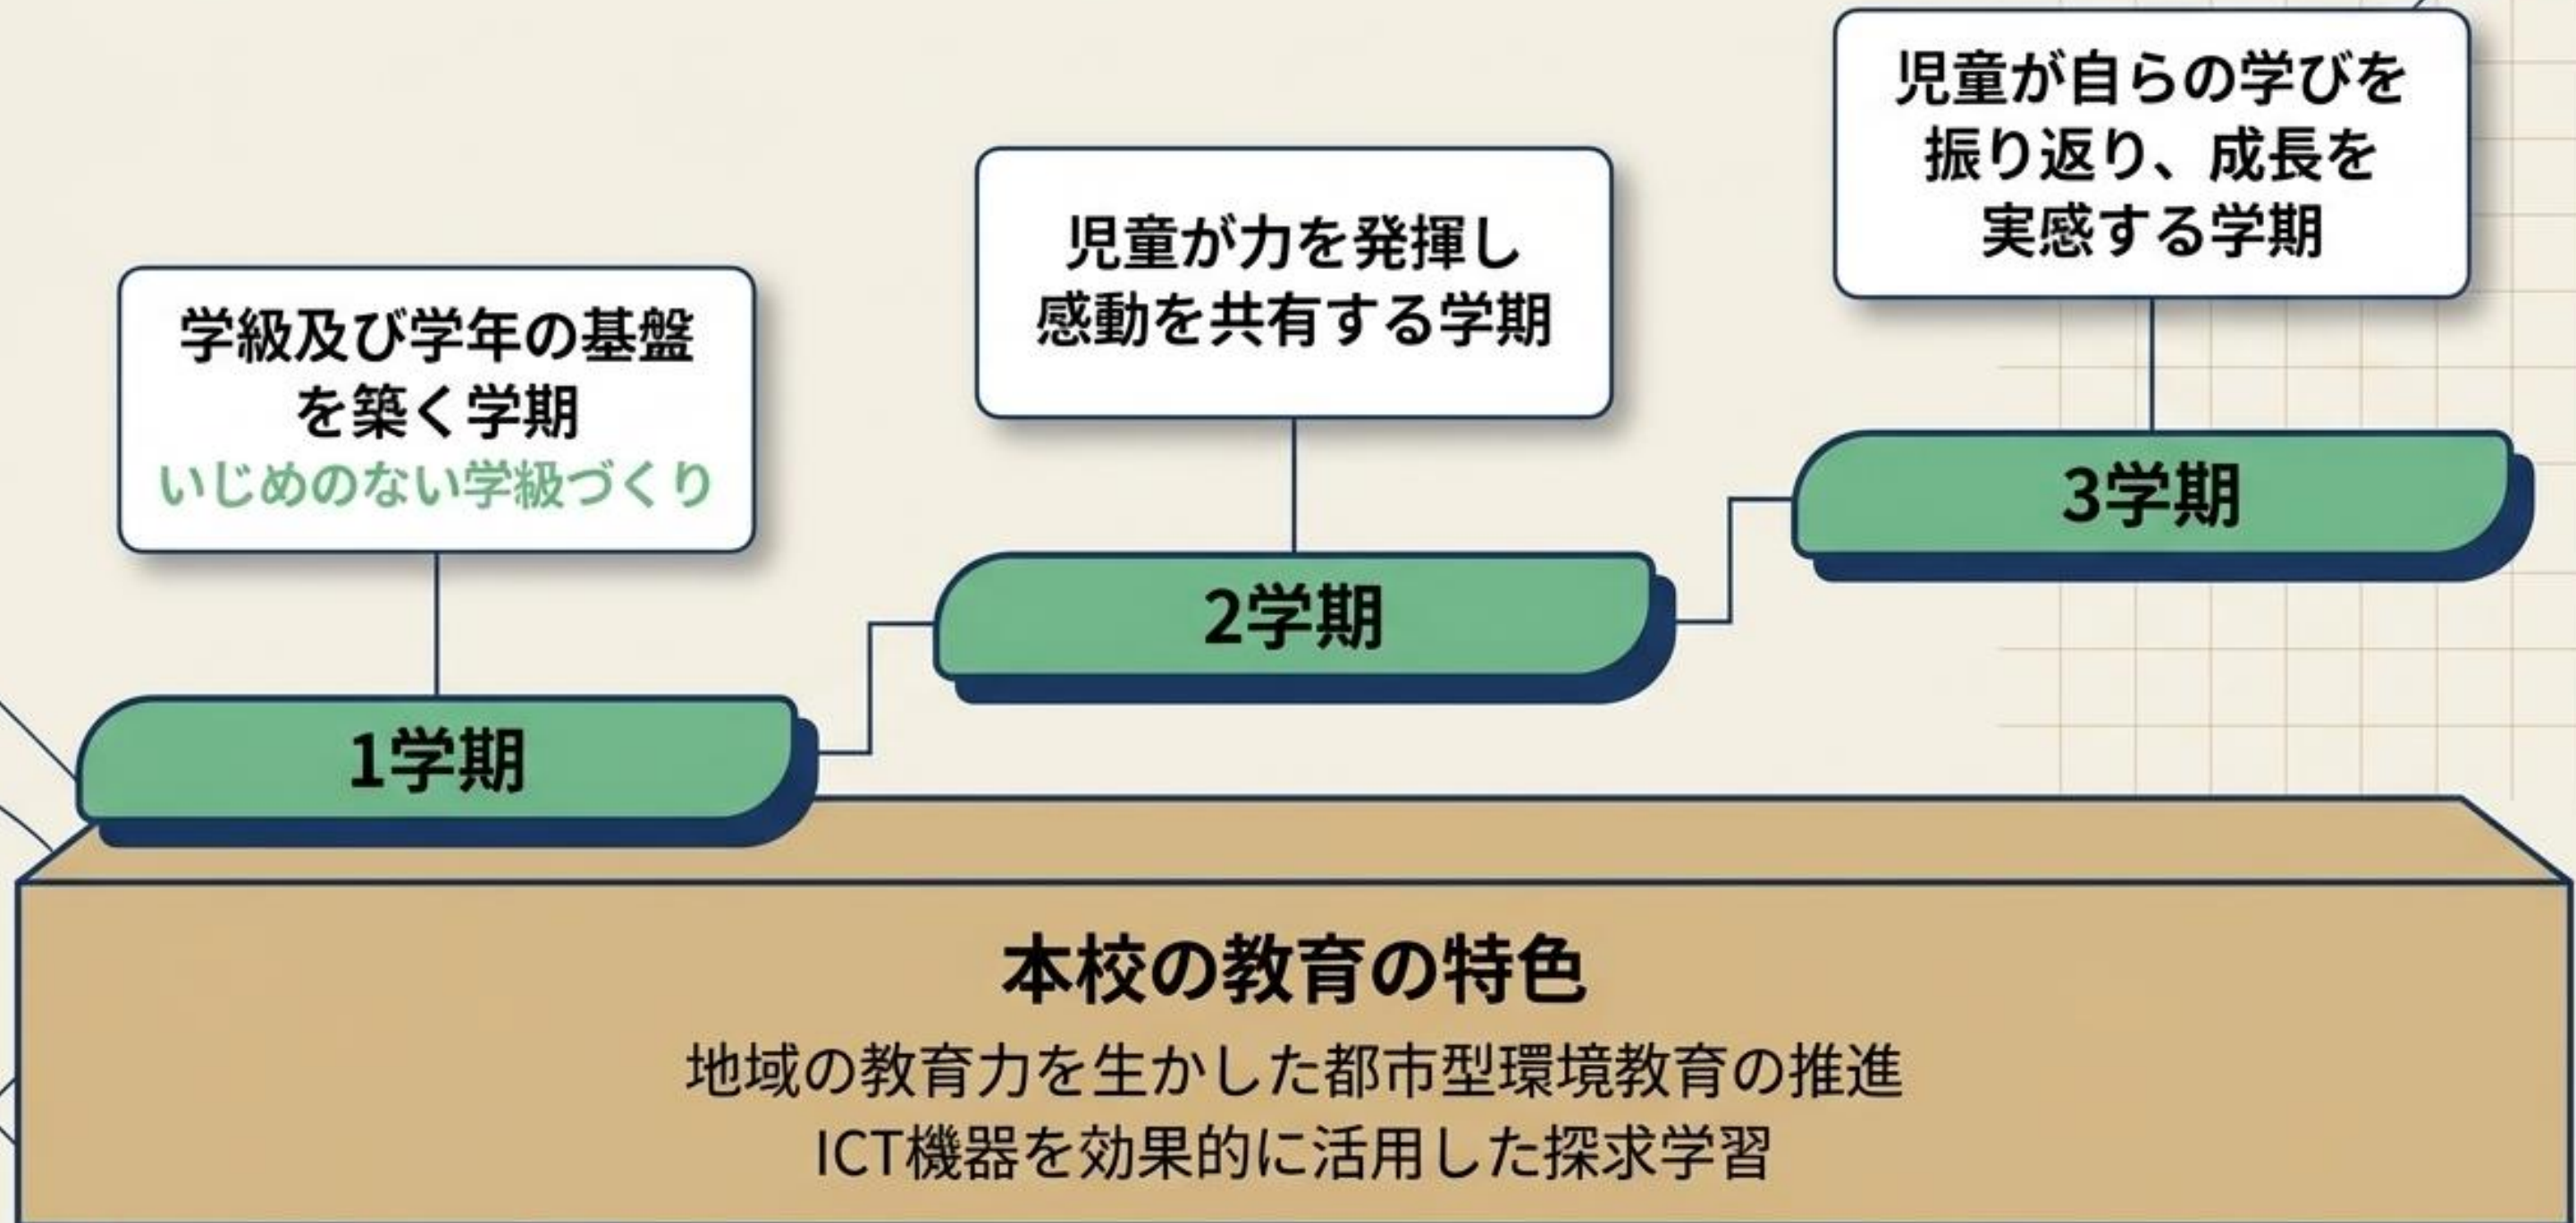 学級及び学年の基盤
を築く学期
いじめのない学級づくり
1学期
児童が力を発揮し
感動を共有する学期
2学期
児童が自らの学びを
振り返り、成長を
実感する学期
3学期
本校の教育の特色
地域の教育力を生かした都市型環境教育の推進
ICT機器を効果的に活用した探求学習